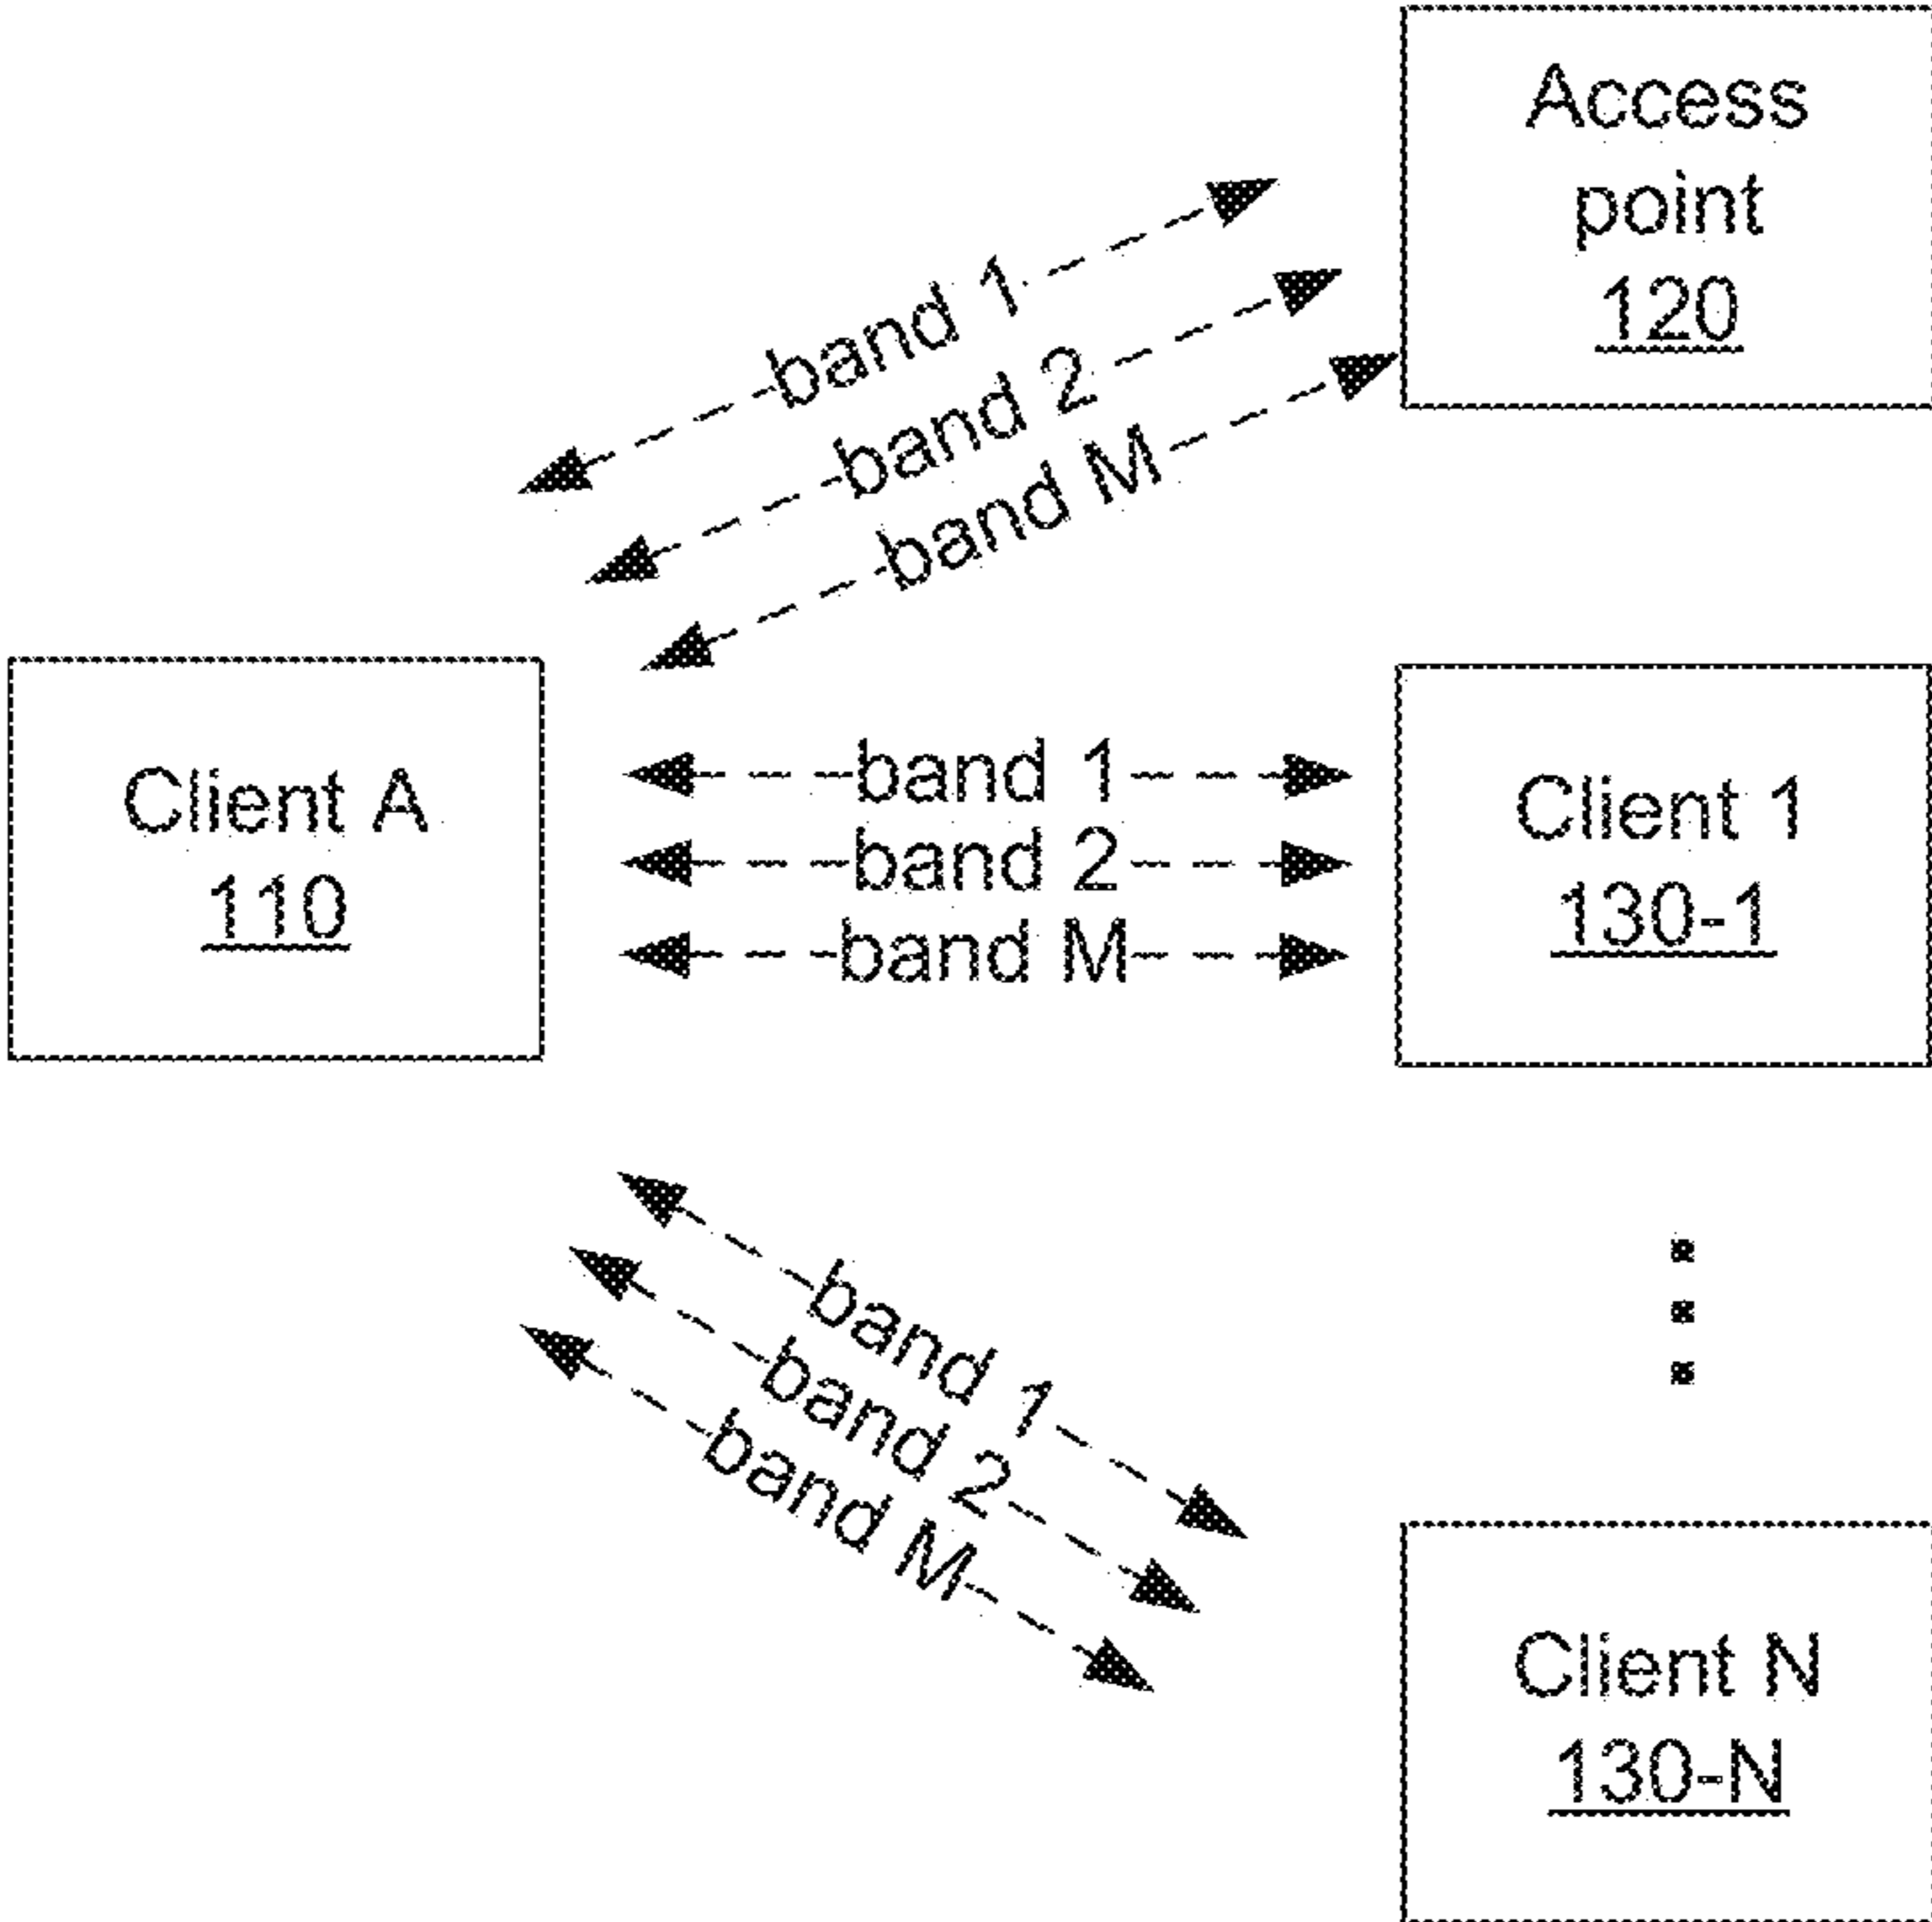 Access
point
120
band 1
band 2
band M
Client A
110
band 1
band 2
band M
Client 1
130-1
band 1
band 2
band M
Client N
130-N